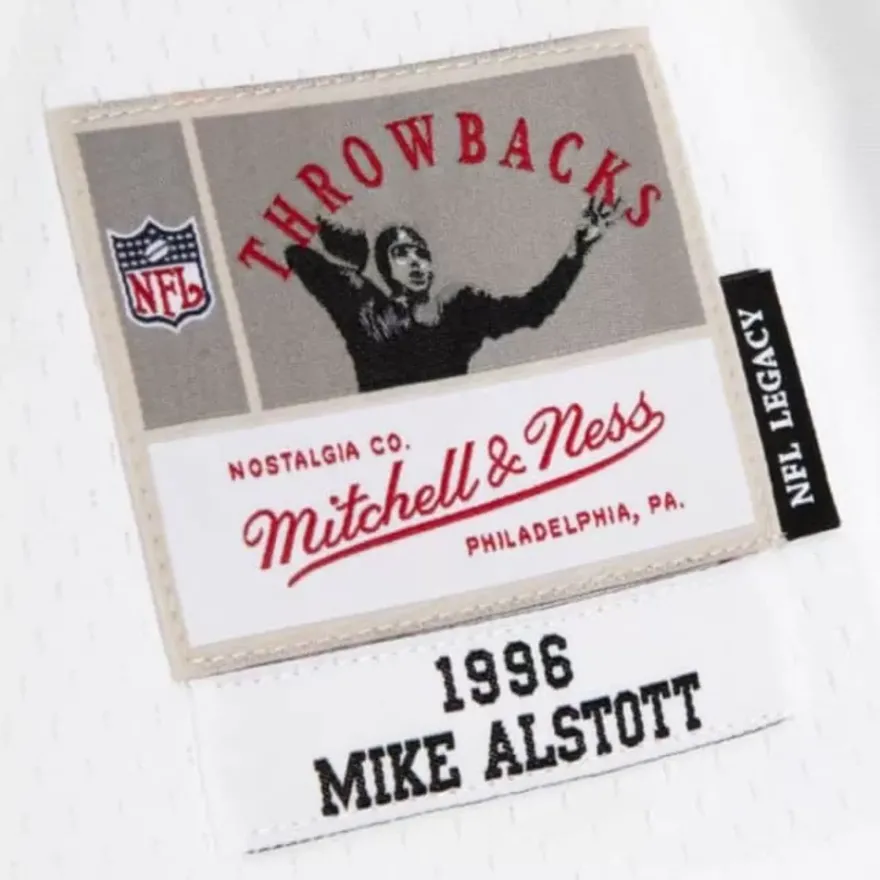 THROWBACKS
NFL
NOSTALGIA CO.
Mitchell & Ness
PHILADELPHIA, PA.
NFL LEGACY
1996
MIKE ALSTOTT